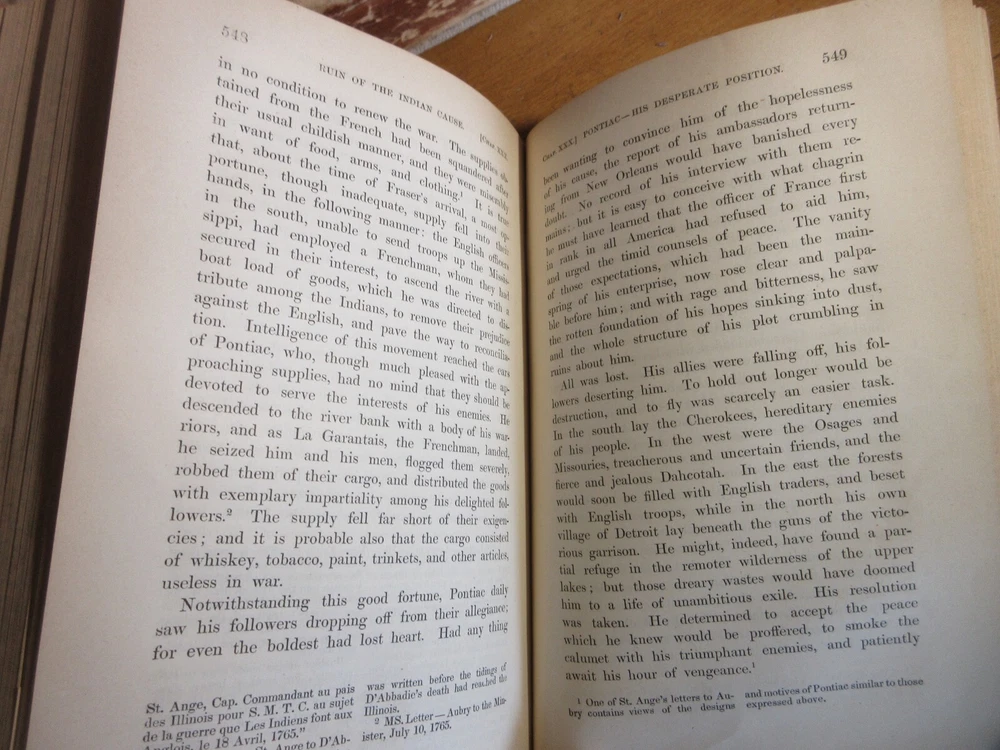 548
RUIN OF THE INDIAN CAUSE. [CHAP. XXX.
in no condition to renew the war. The supplies ob-
tained from the French had been squandered after
their usual childish manner, and they were miserably
in want of food, arms, and clothing.¹ It is true
that, about the time of Fraser's arrival, a most op-
portune, though inadequate, supply fell into their
hands, in the following manner: the English officers
in the south, unable to send troops up the Missis-
sippi, had employed a Frenchman, whom they had
secured in their interest, to ascend the river with a
boat load of goods, which he was directed to dis-
tribute among the Indians, to remove their prejudice
against the English, and pave the way to reconcilia-
tion. Intelligence of this movement reached the ears
of Pontiac, who, though much pleased with the ap-
proaching supplies, had no mind that they should be
devoted to serve the interests of his enemies. He
descended to the river bank with a body of his war-
riors, and as La Garantais, the Frenchman, landed,
he seized him and his men, flogged them severely,
robbed them of their cargo, and distributed the goods
with exemplary impartiality among his delighted fol-
lowers.² The supply fell far short of their exigen-
cies; and it is probable also that the cargo consisted
of whiskey, tobacco, paint, trinkets, and other articles,
useless in war.
Notwithstanding this good fortune, Pontiac daily
saw his followers dropping off from their allegiance;
for even the boldest had lost heart. Had any thing
St. Ange, Cap. Commandant au pais
des Illinois pour S. M. T. C. au sujet
de la guerre que Les Indiens font aux
Anglois, le 18 Avril, 1765."
St. Ange to D'Ab-
was written before the tidings of
D'Abbadie's death had reached the
Illinois.
² MS. Letter — Aubry to the Min-
ister, July 10, 1765.
CHAP. XXX.] PONTIAC—HIS DESPERATE POSITION.
549
been wanting to convince him of the hopelessness
of his cause, the report of his ambassadors return-
ing from New Orleans would have banished every
doubt. No record of his interview with them re-
mains; but it is easy to conceive with what chagrin
he must have learned that the officer of France first
in rank in all America had refused to aid him,
and urged the timid counsels of peace. The vanity
of those expectations, which had been the main-
spring of his enterprise, now rose clear and palpa-
ble before him; and with rage and bitterness, he saw
the rotten foundation of his hopes sinking into dust,
and the whole structure of his plot crumbling in
ruins about him.
All was lost. His allies were falling off, his fol-
lowers deserting him. To hold out longer would be
destruction, and to fly was scarcely an easier task.
In the south lay the Cherokees, hereditary enemies
of his people. In the west were the Osages and
Missouries, treacherous and uncertain friends, and the
fierce and jealous Dahcotah. In the east the forests
would soon be filled with English traders, and beset
with English troops, while in the north his own
village of Detroit lay beneath the guns of the victo-
rious garrison. He might, indeed, have found a par-
tial refuge in the remoter wilderness of the upper
lakes; but those dreary wastes would have doomed
him to a life of unambitious exile. His resolution
was taken. He determined to accept the peace
which he knew would be proffered, to smoke the
calumet with his triumphant enemies, and patiently
await his hour of vengeance.¹
¹ One of St. Ange's letters to Au-
bry contains views of the designs
and motives of Pontiac similar to those
expressed above.